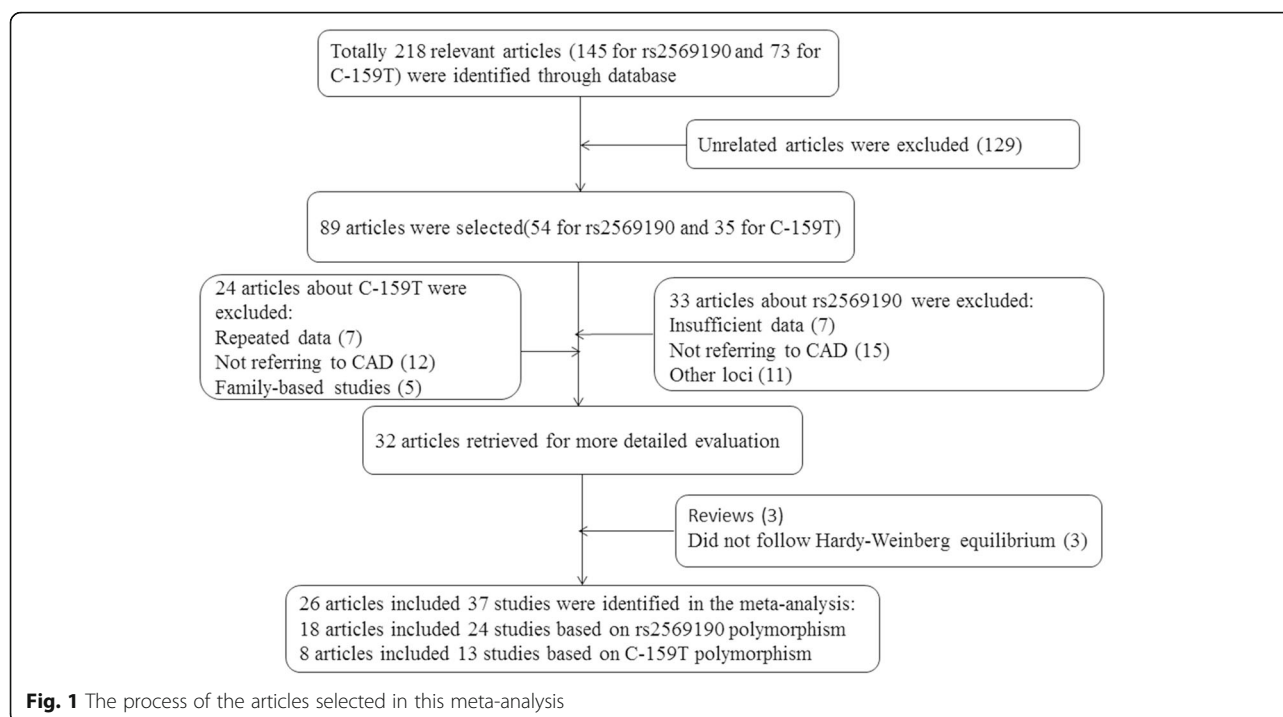 Totally 218 relevant articles (145 for rs2569190 and 73 for
C-159T) were identified through database
Unrelated articles were excluded (129)
89 articles were selected(54 for rs2569190 and 35 for C-159T)
24 articles about C-159T were
excluded:
Repeated data (7)
Not referring to CAD (12)
Family-based studies (5)
33 articles about rs2569190 were excluded:
Insufficient data (7)
Not referring to CAD (15)
Other loci (11)
32 articles retrieved for more detailed evaluation
Reviews (3)
Did not follow Hardy-Weinberg equilibrium (3)
26 articles included 37 studies were identified in the meta-analysis:
18 articles included 24 studies based on rs2569190 polymorphism
8 articles included 13 studies based on C-159T polymorphism
Fig. 1 The process of the articles selected in this meta-analysis